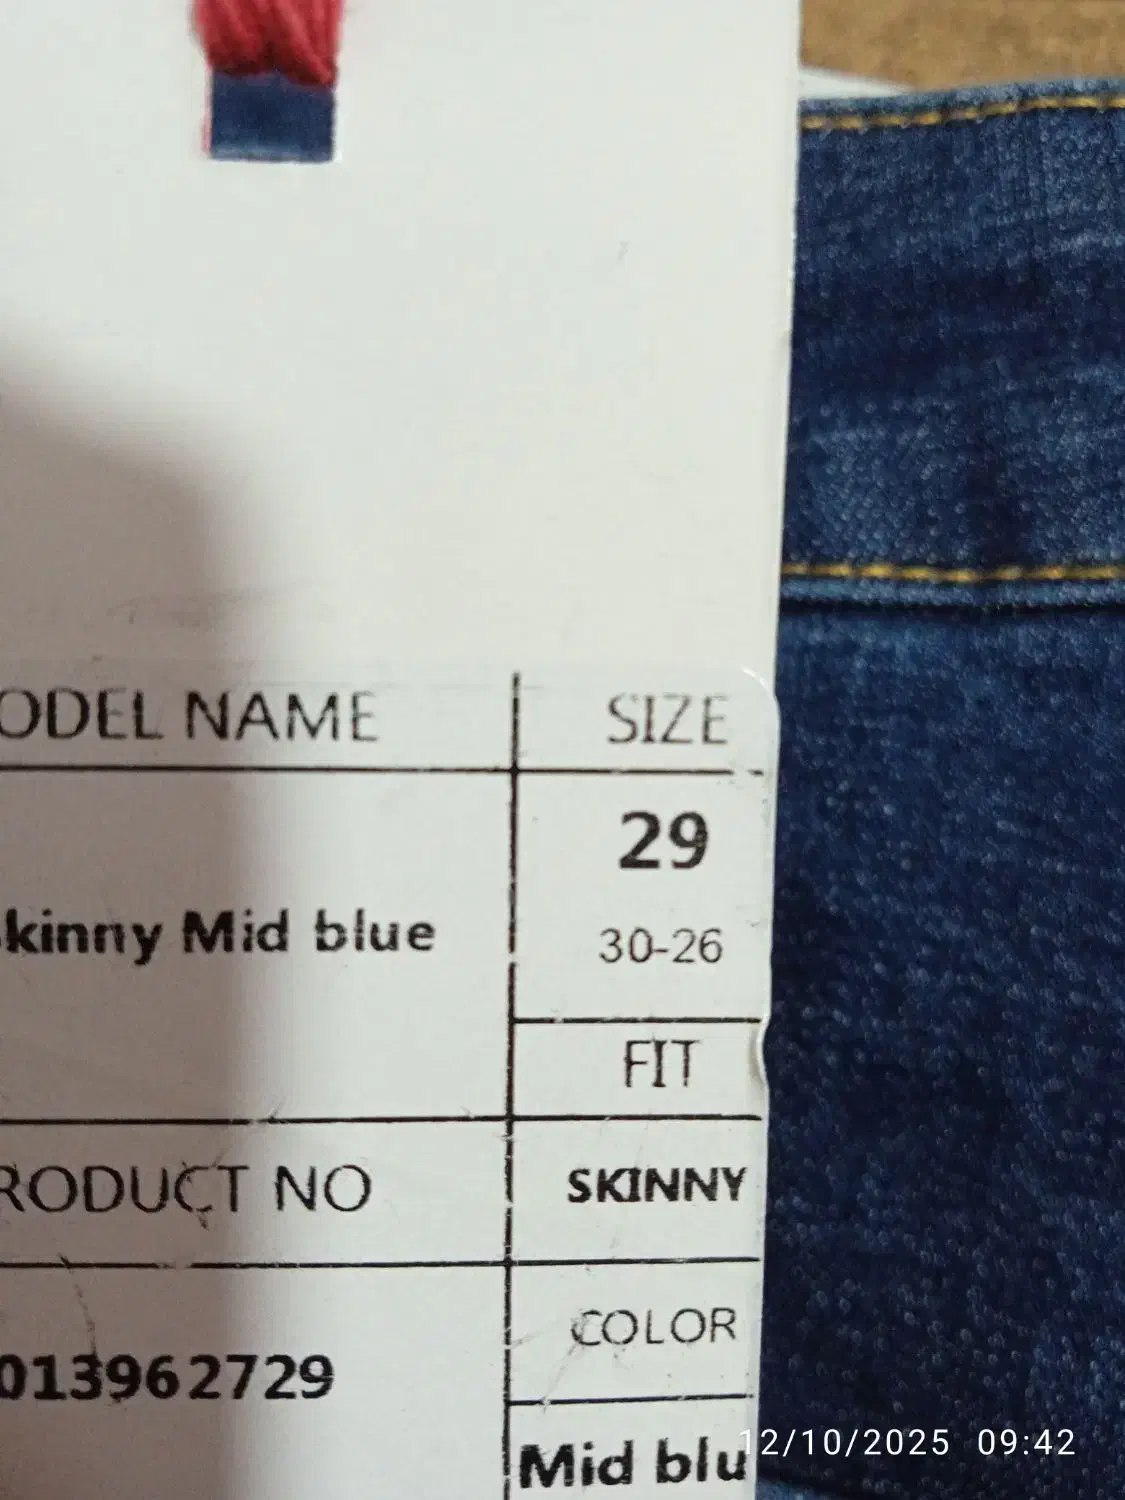 ODEL NAME
SIZE
29
kinny Mid blue
30-26
FIT
RODUCT NO
SKINNY
COLOR
013962729
Mid blu
12/10/2025 09:42